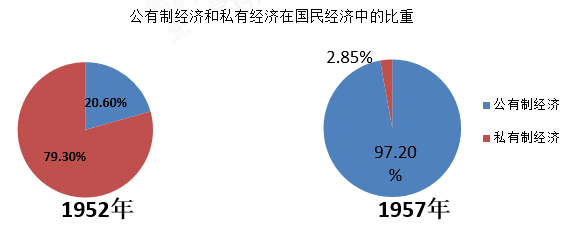 公有制经济和私有经济在国民经济中的比重
20.60%
79.30%
1952年
2.85%
97.20
%
1957年
公有制经济
私有制经济